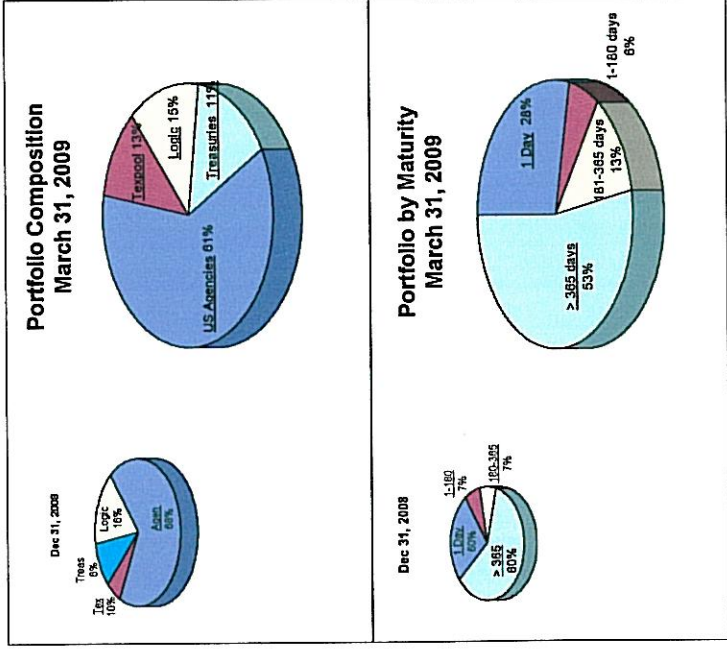 Portfolio Composition
March 31, 2009
Dec 31, 2008
Treas
6%
Logic
16%
Tex
10%
Agen
68%
Texpool 13%
Logic 15%
Treasuries 11%
US Agencies 61%
Portfolio by Maturity
March 31, 2009
Dec 31, 2008
1 Day
60%
1-180
7%
180-365
7%
> 365
80%
1 Day 28%
1-180 days
6%
181-365 days
13%
> 365 days
53%